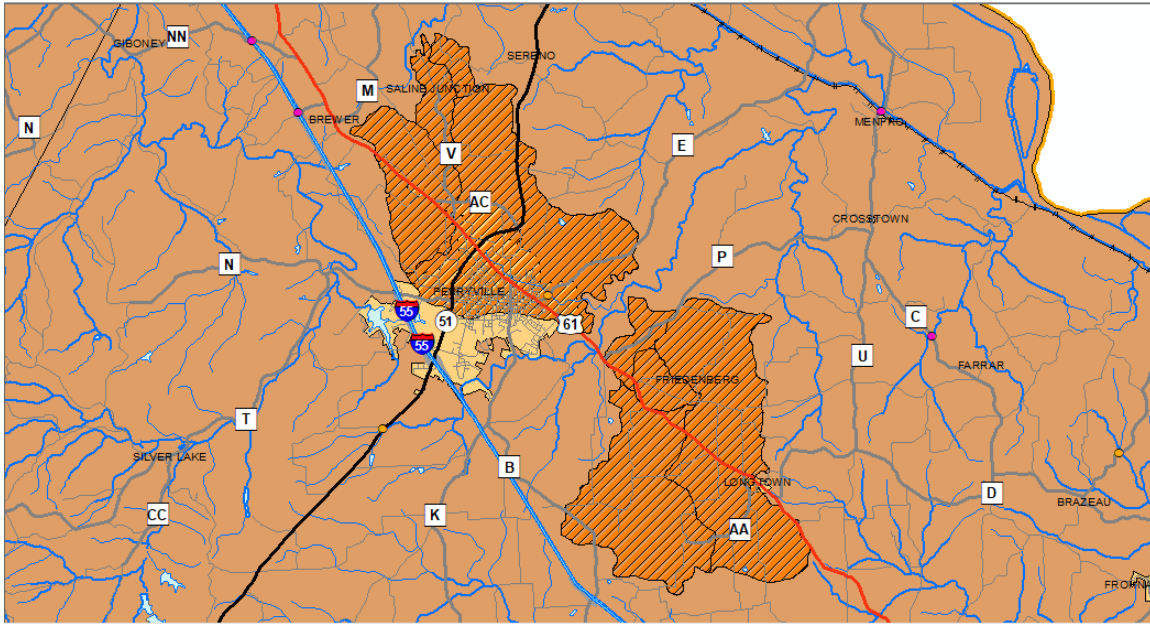 GIBONEY
NN
SERENO
M
SALINE JUNCTION
BREWER
MENFRO
N
E
V
AC
CROSSTOWN
P
N
PERRYVILLE
55
51
61
C
55
U
FARRAR
FRIEDENBERG
T
SILVER LAKE
B
LONGTOWN
D
BRAZEAU
CC
K
AA
FROHNA